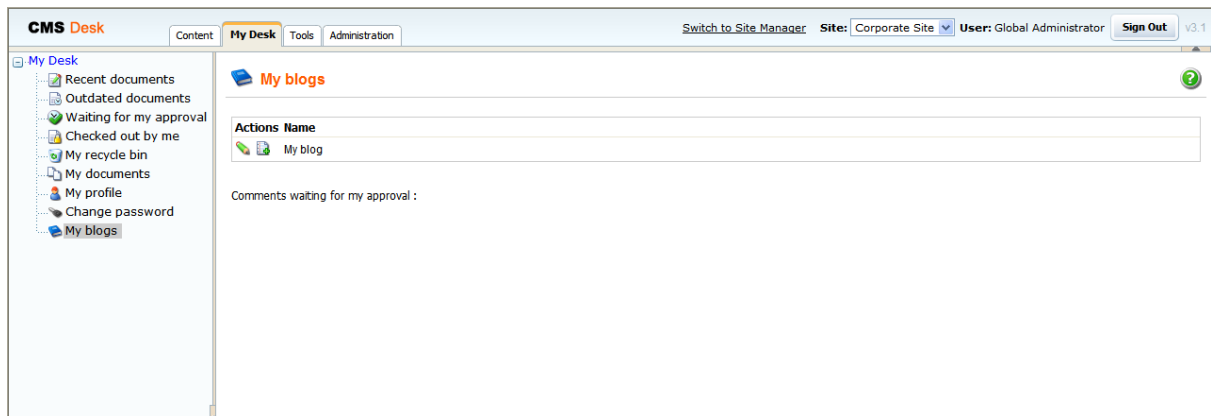 CMS Desk
Content
My Desk
Tools
Administration
Switch to Site Manager
Site: Corporate Site
User: Global Administrator
Sign Out
v3.1
My Desk
Recent documents
Outdated documents
Waiting for my approval
Checked out by me
My recycle bin
My documents
My profile
Change password
My blogs
My blogs
Actions Name
My blog
Comments waiting for my approval :